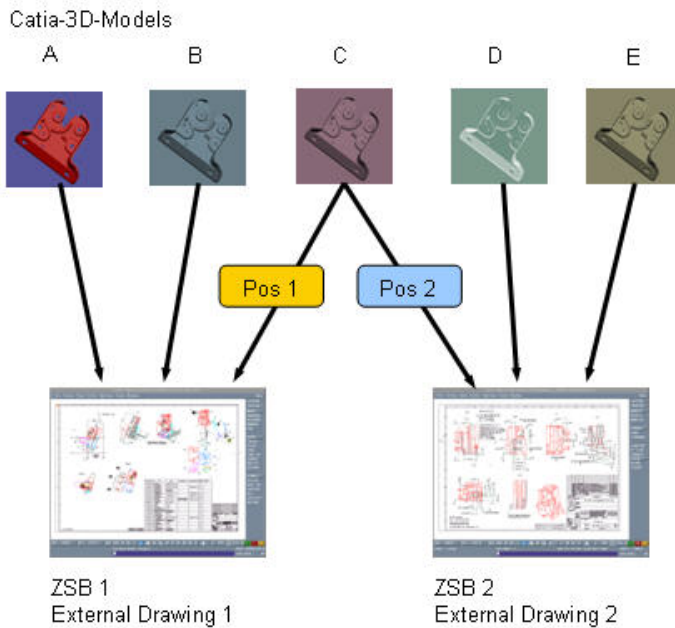 Catia-3D-Models
A B C D E
Pos 1 Pos 2
ZSB 1 ZSB 2
External Drawing 1 External Drawing 2